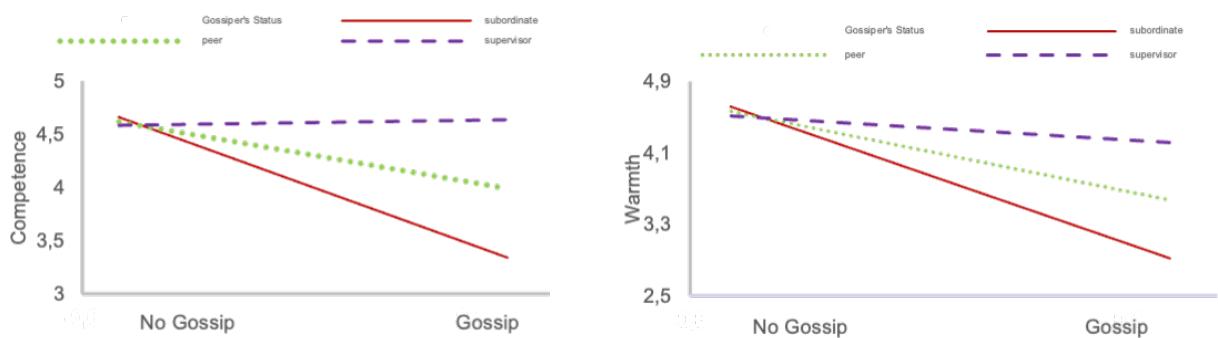 Gossiper's Status
subordinate
peer
supervisor
5
4,5
4
3,5
3
Competence
No Gossip
Gossip
Gossiper's Status
subordinate
peer
supervisor
4,9
4,1
3,3
2,5
Warmth
No Gossip
Gossip